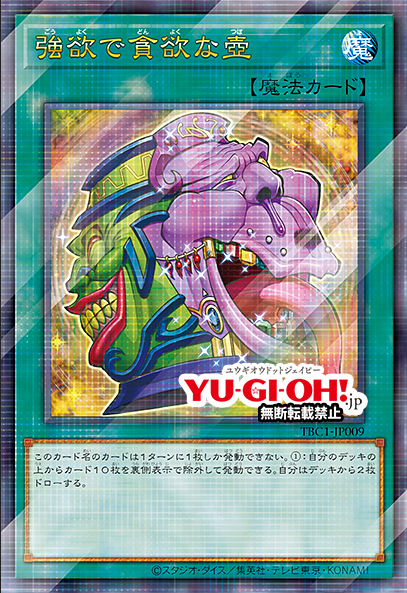 強欲で貪欲な壺
魔
【魔法カード】
ユウギオウドットジェイピー
YU-GI-OH!.jp
無断転載禁止
TBC1-JP009
このカード名のカードは1ターンに1枚しか発動できない。①:自分のデッキの
上からカード10枚を裏側表示で除外して発動できる。自分はデッキから2枚
ドローする。
©スタジオ・ダイス/集英社・テレビ東京・KONAMI